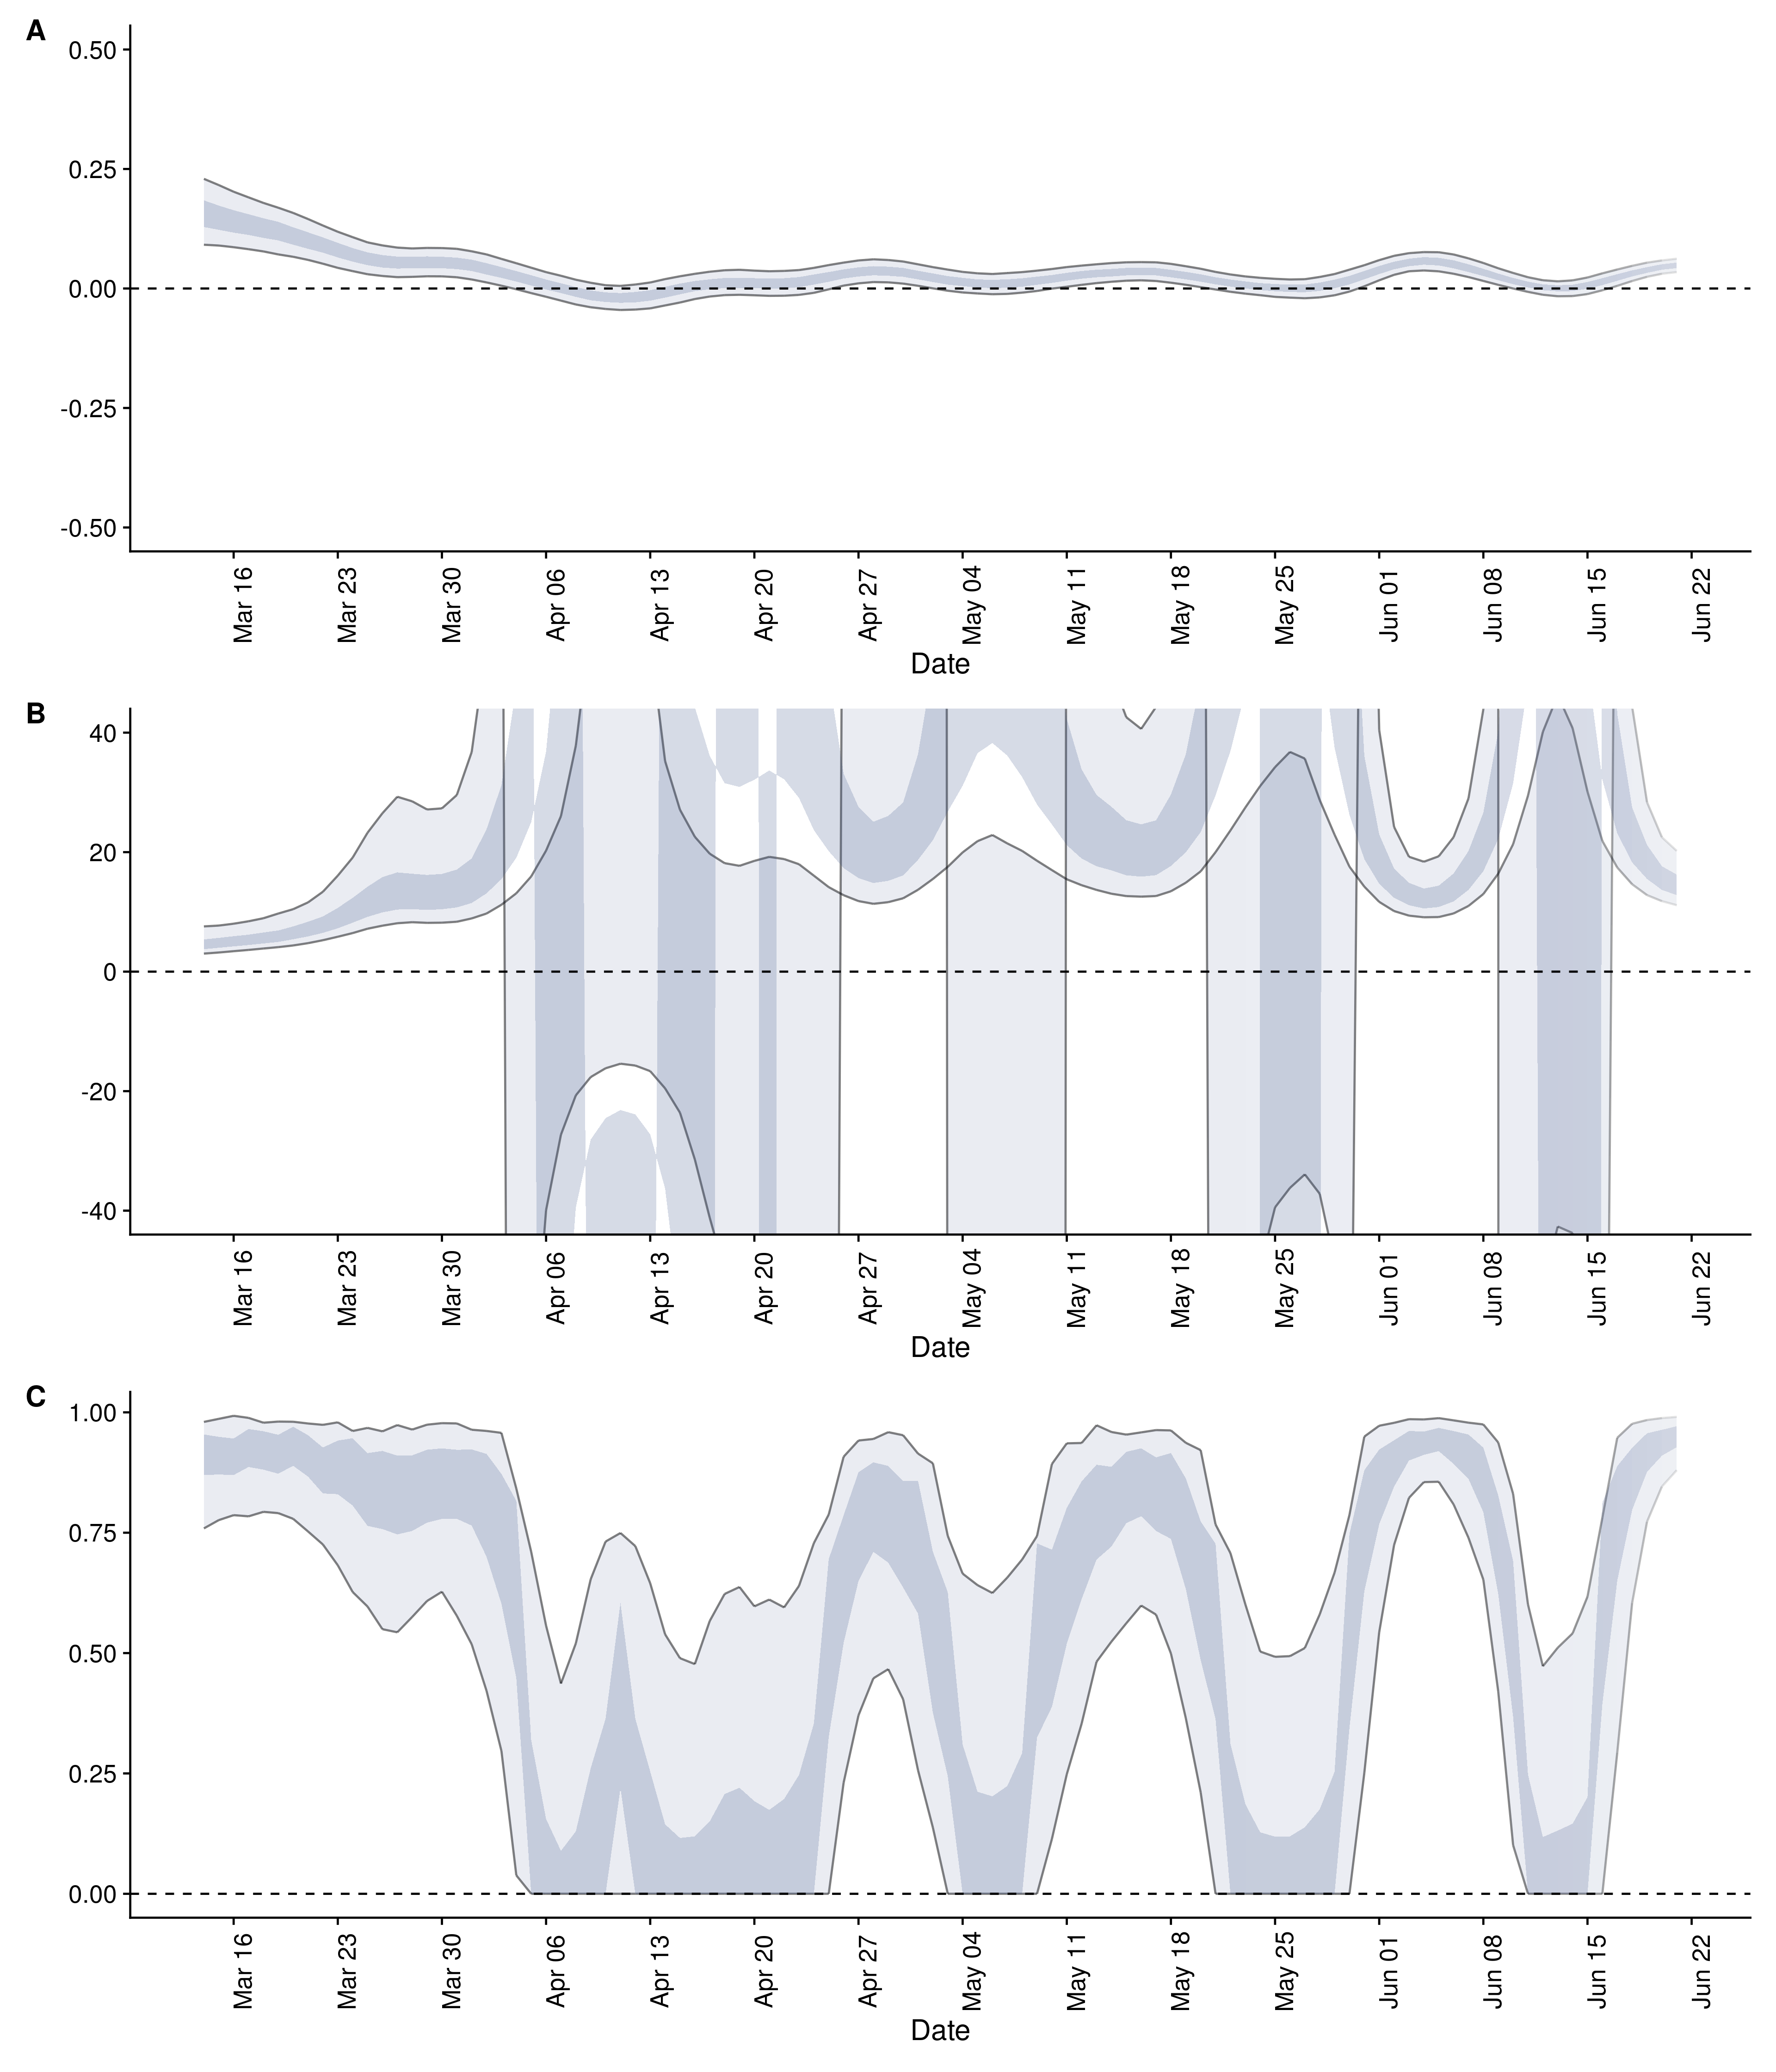 A
0.50
0.25
0.00
-0.25
-0.50
Mar 16
Mar 23
Mar 30
Apr 06
Apr 13
Apr 20
Apr 27
May 04
May 11
May 18
May 25
Jun 01
Jun 08
Jun 15
Jun 22
Date
B
40
20
0
-20
-40
Mar 16
Mar 23
Mar 30
Apr 06
Apr 13
Apr 20
Apr 27
May 04
May 11
May 18
May 25
Jun 01
Jun 08
Jun 15
Jun 22
Date
C
1.00
0.75
0.50
0.25
0.00
Mar 16
Mar 23
Mar 30
Apr 06
Apr 13
Apr 20
Apr 27
May 04
May 11
May 18
May 25
Jun 01
Jun 08
Jun 15
Jun 22
Date